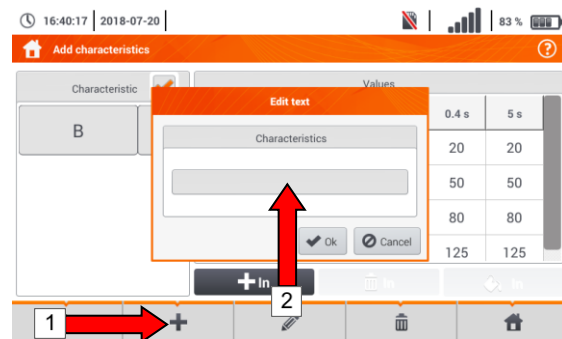 16:40:17 2018-07-20 83 %
Add characteristics ?
Characteristic Values
Edit text
0.4 s 5 s
B Characteristics
20 20
50 50
80 80
Ok Cancel
125 125
In In In
1 2